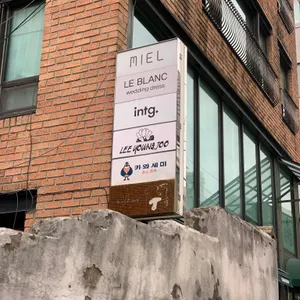 MIEL
LE BLANC
wedding dress
intg.
LEE YOUNG JOO